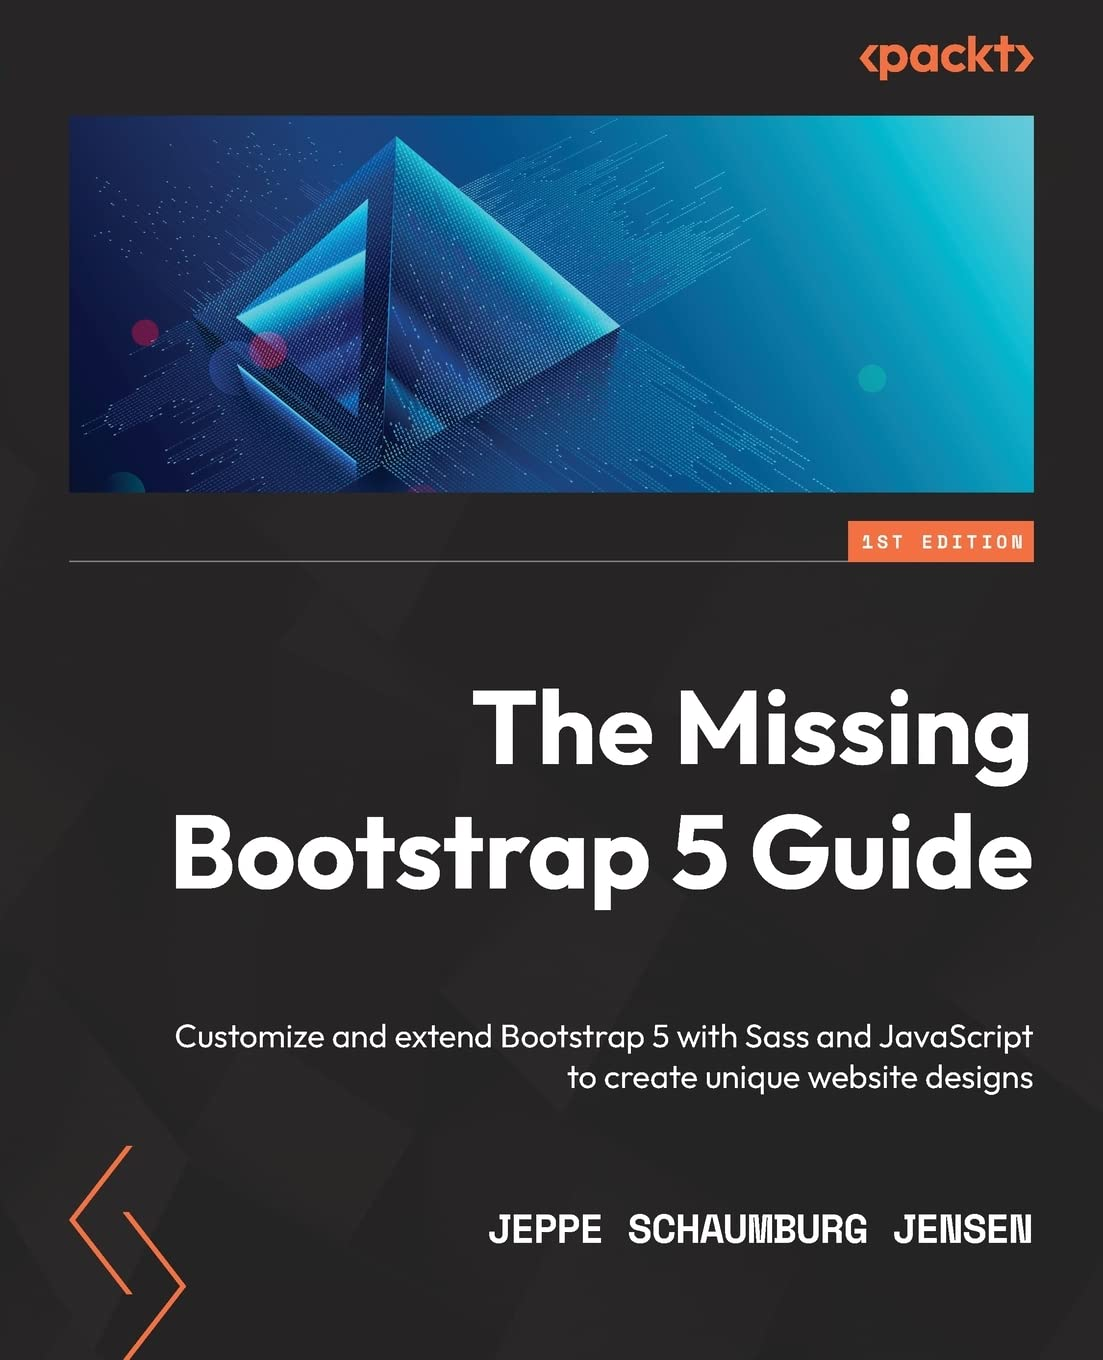 <packt>
1ST EDITION
The Missing
Bootstrap 5 Guide
Customize and extend Bootstrap 5 with Sass and JavaScript
to create unique website designs
JEPPE SCHAUMBURG JENSEN